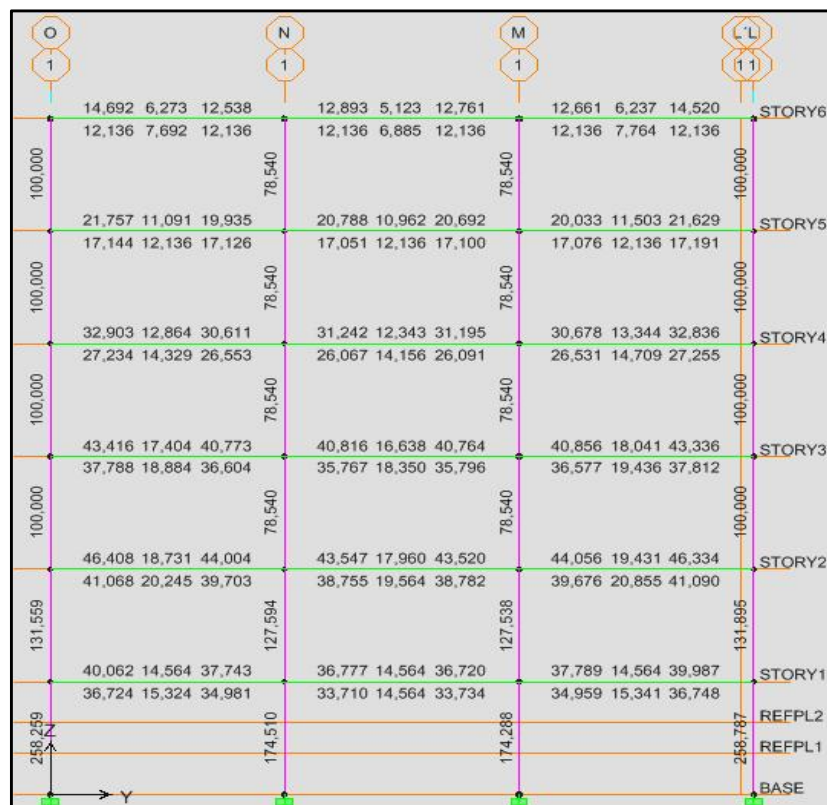 O N M L' L
1 1 1 1 1
14,692 6,273 12,538 12,893 5,123 12,761 12,661 6,237 14,520 STORY6
12,136 7,692 12,136 12,136 6,885 12,136 12,136 7,764 12,136
100,000 78,540 78,540 100,000
21,757 11,091 19,935 20,788 10,962 20,692 20,033 11,503 21,629 STORY5
17,144 12,136 17,126 17,051 12,136 17,100 17,076 12,136 17,191
100,000 78,540 78,540 100,000
32,903 12,864 30,611 31,242 12,343 31,195 30,678 13,344 32,836 STORY4
27,234 14,329 26,553 26,067 14,156 26,091 26,531 14,709 27,255
100,000 78,540 78,540 100,000
43,416 17,404 40,773 40,816 16,638 40,764 40,856 18,041 43,336 STORY3
37,788 18,884 36,604 35,767 18,350 35,796 36,577 19,436 37,812
100,000 78,540 78,540 100,000
46,408 18,731 44,004 43,547 17,960 43,520 44,056 19,431 46,334 STORY2
41,068 20,245 39,703 38,755 19,564 38,782 39,676 20,855 41,090
131,559 127,594 127,538 131,895
40,062 14,564 37,743 36,777 14,564 36,720 37,789 14,564 39,987 STORY1
36,724 15,324 34,981 33,710 14,564 33,734 34,959 15,341 36,748
REFPL2
258,259 174,510 174,288 258,787
Z
REFPL1
Y BASE